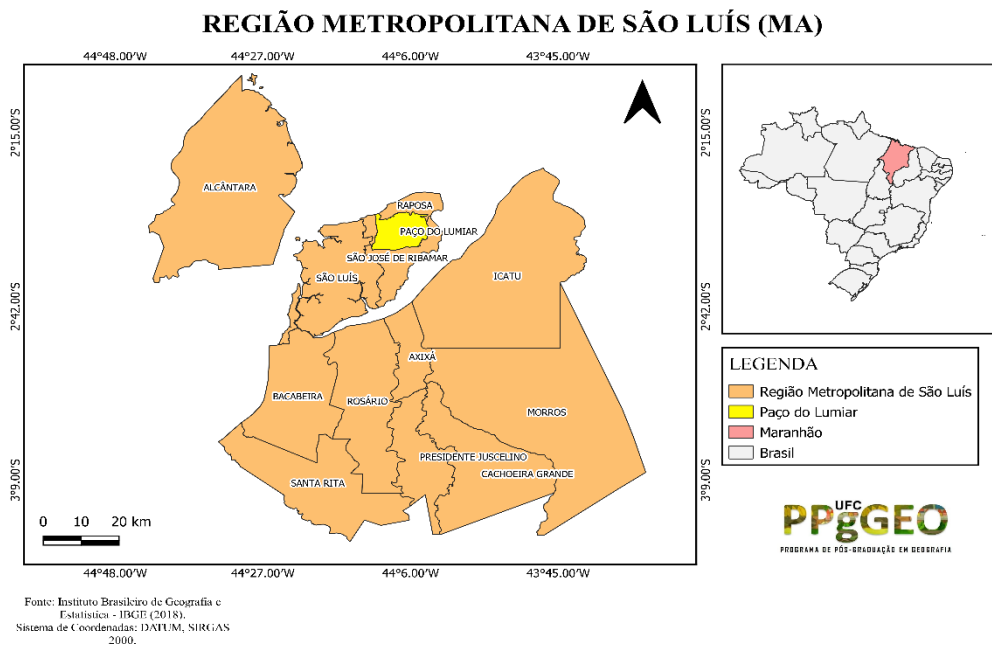 REGIÃO METROPOLITANA DE SÃO LUÍS (MA)
44°48.00'W 44°27.00'W 44°6.00'W 43°45.00'W
2°15.00'S
2°42.00'S
3°9.00'S
2°15.00'S
2°42.00'S
3°9.00'S
ALCÂNTARA
RAPOSA
PAÇO DO LUMIAR
SÃO JOSÉ DE RIBAMAR
SÃO LUÍS
ICATU
AXIXÁ
BACABEIRA
ROSÁRIO
MORROS
PRESIDENTE JUSCELINO
CACHOEIRA GRANDE
SANTA RITA
0 10 20 km
44°48.00'W 44°27.00'W 44°6.00'W 43°45.00'W
LEGENDA
Região Metropolitana de São Luís
Paço do Lumiar
Maranhão
Brasil
UFC
PPgGEO
PROGRAMA DE PÓS-GRADUAÇÃO EM GEOGRAFIA
Fonte: Instituto Brasileiro de Geografia e
Estatística - IBGE (2018).
Sistema de Coordenadas: DATUM, SIRGAS
2000.